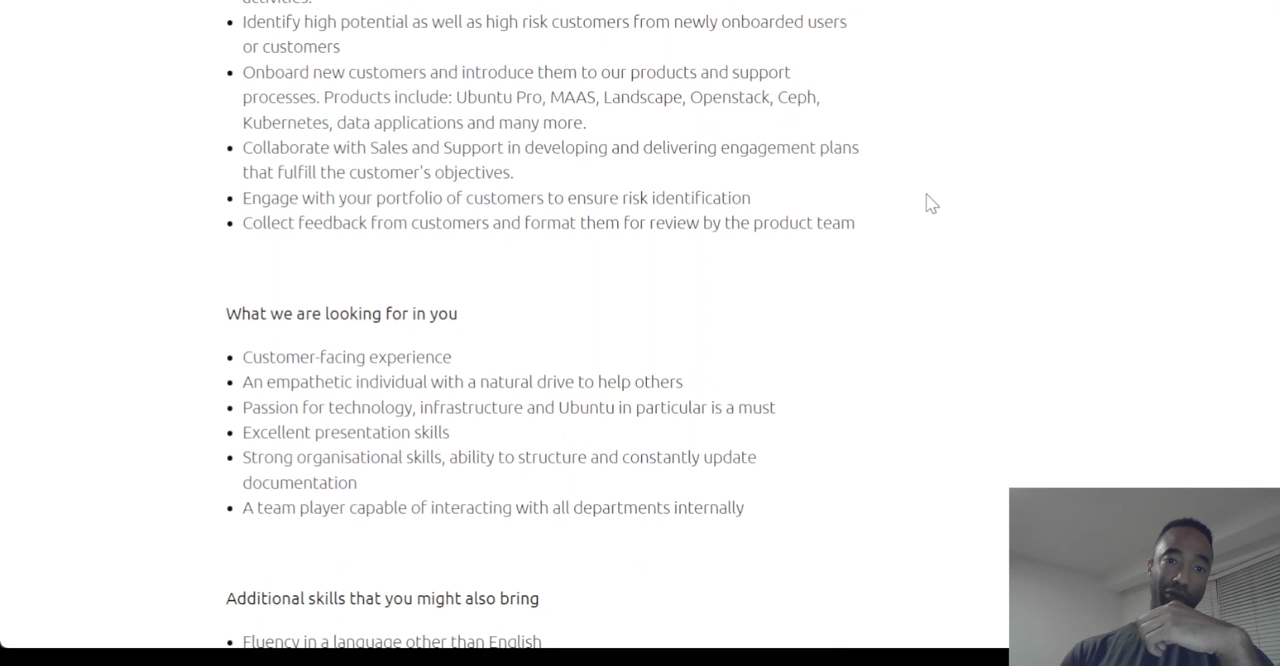 activities.
Identify high potential as well as high risk customers from newly onboarded users
or customers
Onboard new customers and introduce them to our products and support
processes. Products include: Ubuntu Pro, MAAS, Landscape, Openstack, Ceph,
Kubernetes, data applications and many more.
Collaborate with Sales and Support in developing and delivering engagement plans
that fulfill the customer's objectives.
Engage with your portfolio of customers to ensure risk identification
Collect feedback from customers and format them for review by the product team
What we are looking for in you
Customer-facing experience
An empathetic individual with a natural drive to help others
Passion for technology, infrastructure and Ubuntu in particular is a must
Excellent presentation skills
Strong organisational skills, ability to structure and constantly update
documentation
A team player capable of interacting with all departments internally
Additional skills that you might also bring
Fluency in a language other than English